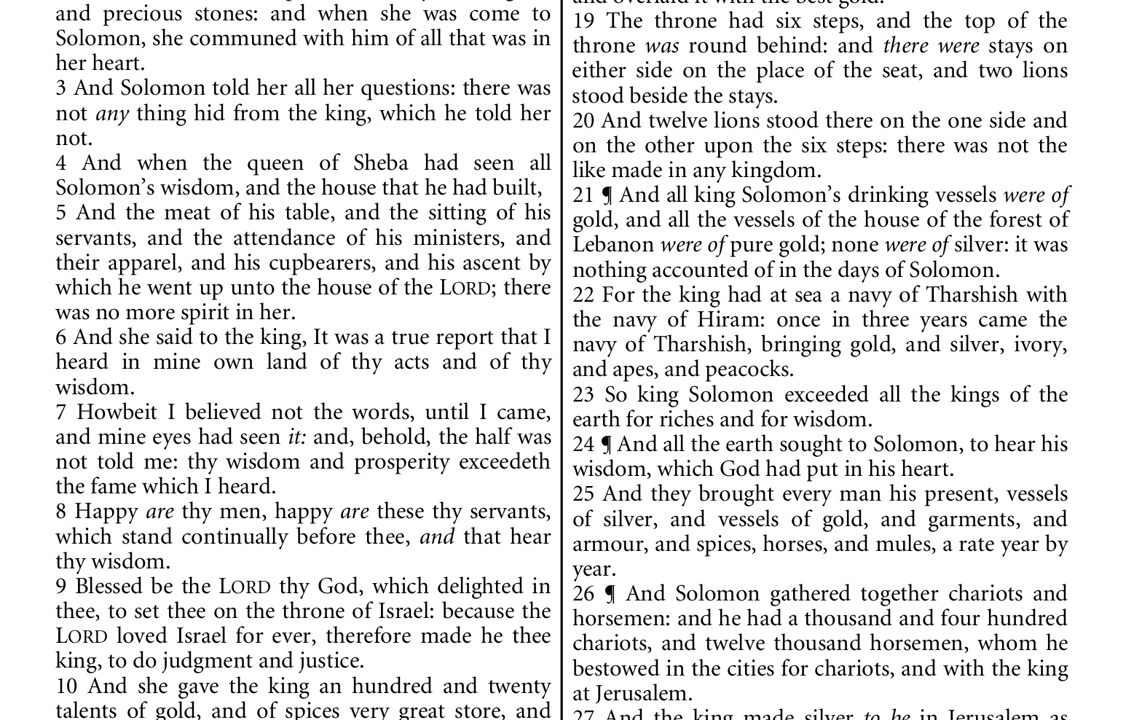 and precious stones: and when she was come to
Solomon, she communed with him of all that was in
her heart.
3 And Solomon told her all her questions: there was
not any thing hid from the king, which he told her
not.
4 And when the queen of Sheba had seen all
Solomon’s wisdom, and the house that he had built,
5 And the meat of his table, and the sitting of his
servants, and the attendance of his ministers, and
their apparel, and his cupbearers, and his ascent by
which he went up unto the house of the LORD; there
was no more spirit in her.
6 And she said to the king, It was a true report that I
heard in mine own land of thy acts and of thy
wisdom.
7 Howbeit I believed not the words, until I came,
and mine eyes had seen it: and, behold, the half was
not told me: thy wisdom and prosperity exceedeth
the fame which I heard.
8 Happy are thy men, happy are these thy servants,
which stand continually before thee, and that hear
thy wisdom.
9 Blessed be the LORD thy God, which delighted in
thee, to set thee on the throne of Israel: because the
LORD loved Israel for ever, therefore made he thee
king, to do judgment and justice.
10 And she gave the king an hundred and twenty
talents of gold, and of spices very great store, and
and overlaid it with the best gold.
19 The throne had six steps, and the top of the
throne was round behind: and there were stays on
either side on the place of the seat, and two lions
stood beside the stays.
20 And twelve lions stood there on the one side and
on the other upon the six steps: there was not the
like made in any kingdom.
21 ¶ And all king Solomon’s drinking vessels were of
gold, and all the vessels of the house of the forest of
Lebanon were of pure gold; none were of silver: it was
nothing accounted of in the days of Solomon.
22 For the king had at sea a navy of Tharshish with
the navy of Hiram: once in three years came the
navy of Tharshish, bringing gold, and silver, ivory,
and apes, and peacocks.
23 So king Solomon exceeded all the kings of the
earth for riches and for wisdom.
24 ¶ And all the earth sought to Solomon, to hear his
wisdom, which God had put in his heart.
25 And they brought every man his present, vessels
of silver, and vessels of gold, and garments, and
armour, and spices, horses, and mules, a rate year by
year.
26 ¶ And Solomon gathered together chariots and
horsemen: and he had a thousand and four hundred
chariots, and twelve thousand horsemen, whom he
bestowed in the cities for chariots, and with the king
at Jerusalem.
27 And the king made silver to be in Jerusalem as